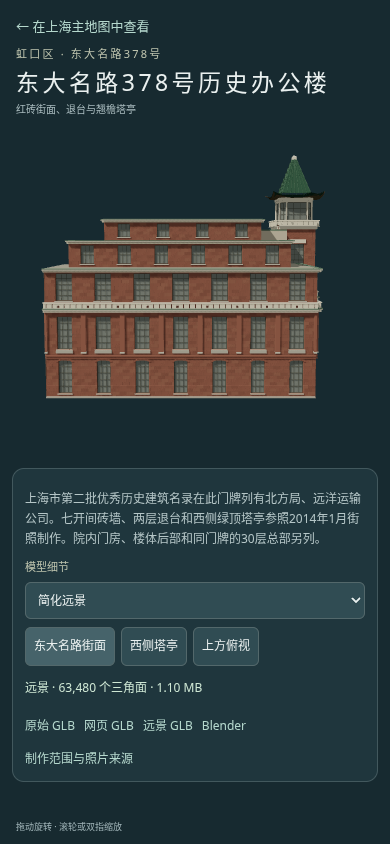 ← 在上海主地图中查看
虹口区 · 东大名路378号
东大名路378号历史办公楼
红砖街面、退台与翘檐塔亭
上海市第二批优秀历史建筑名录在此门牌列有北方局、远洋运输
公司。七开间砖墙、两层退台和西侧绿顶塔亭参照2014年1月街
照制作。院内门房、楼体后部和同门牌的30层总部另列。
模型细节
简化远景
东大名路街面 西侧塔亭 上方俯视
远景 · 63,480 个三角面 · 1.10 MB
原始 GLB 网页 GLB 远景 GLB Blender
制作范围与照片来源
拖动旋转 · 滚轮或双指缩放